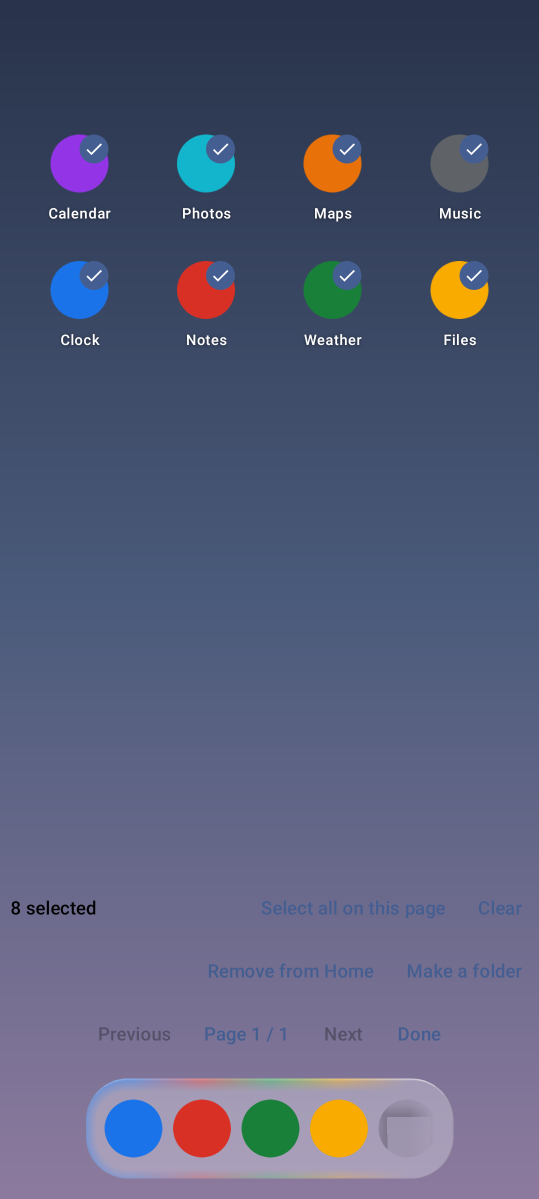 Calendar Photos Maps Music
Clock Notes Weather Files
8 selected Select all on this page Clear
Remove from Home Make a folder
Previous Page 1 / 1 Next Done